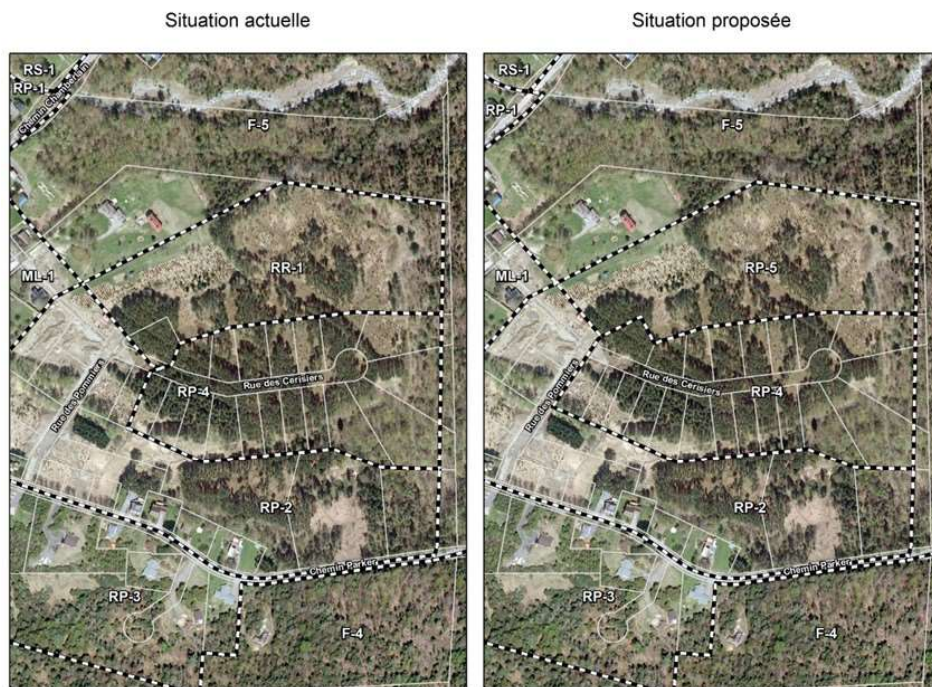 Situation actuelle
Situation proposée
RS-1
RP-1
Chemin Chamberlin
F-5
ML-1
RR-1
Rue des Pommiers
RP-4
Rue des Cerisiers
RP-2
Chemin Parker
RP-3
F-4
RS-1
RP-1
F-5
ML-1
RP-5
Rue des Pommiers
Rue des Cerisiers
RP-4
RP-2
Chemin Parker
RP-3
F-4